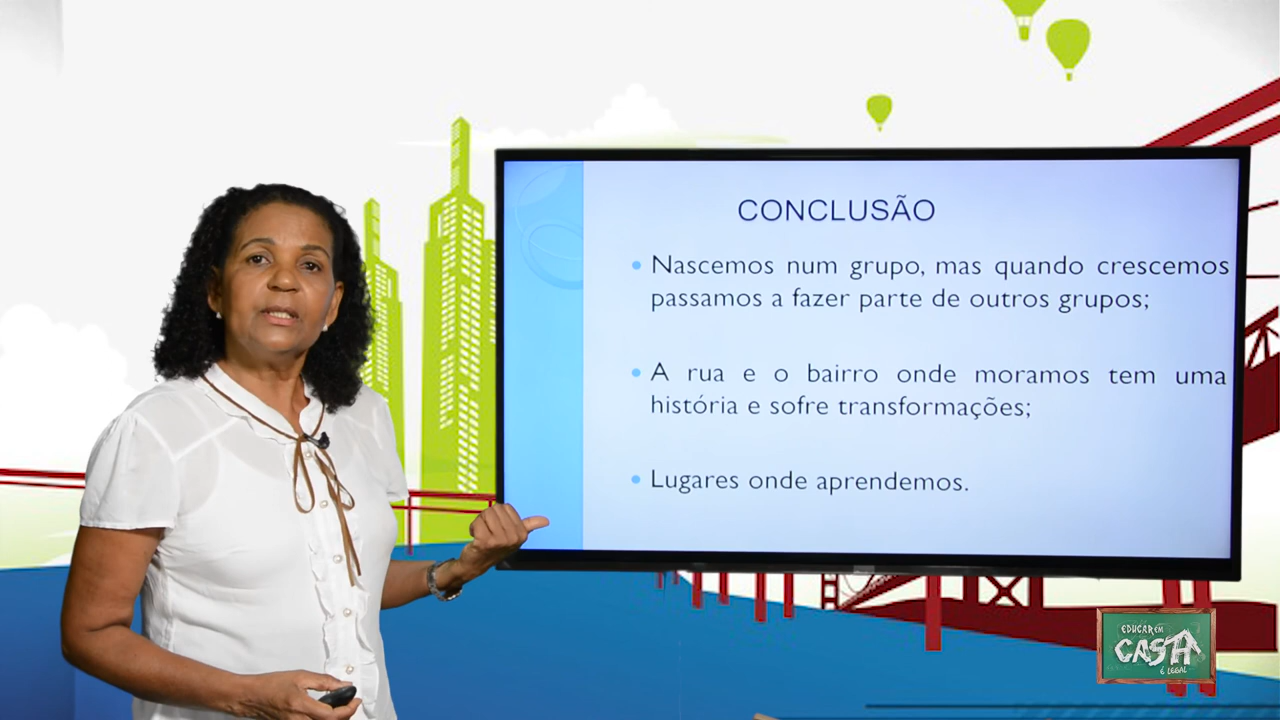 CONCLUSÃO
• Nascemos num grupo, mas quando crescemos
passamos a fazer parte de outros grupos;
• A rua e o bairro onde moramos tem uma
história e sofre transformações;
• Lugares onde aprendemos.
EDUCAR EM
CASA
É LEGAL